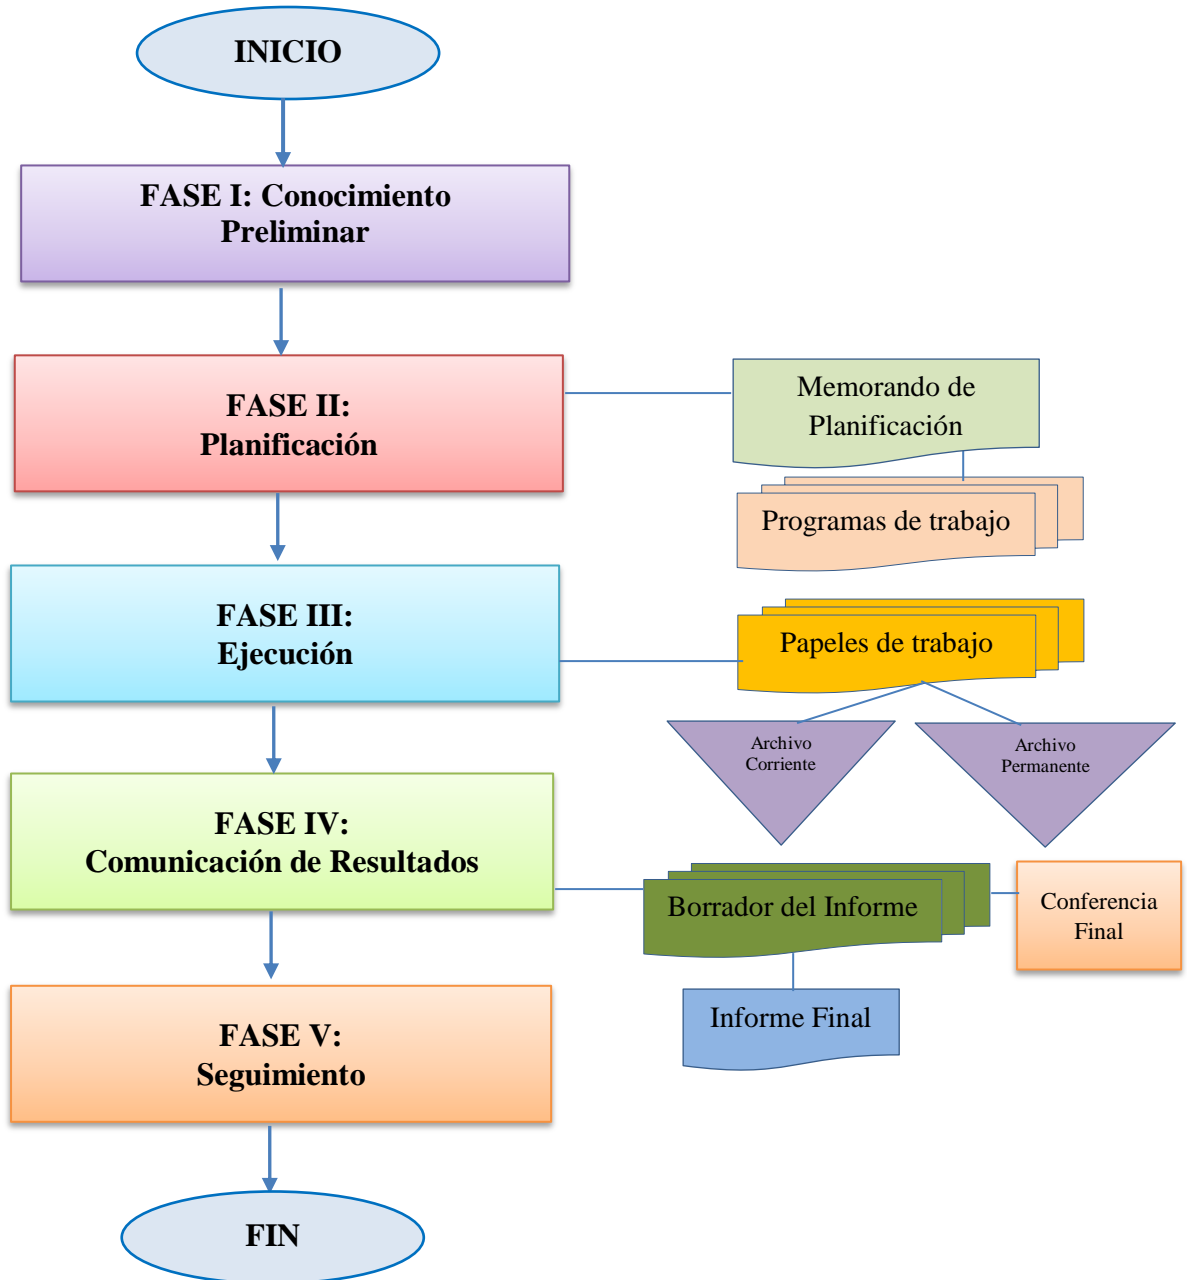 INICIO
FASE I: Conocimiento
Preliminar
FASE II:
Planificación
Memorando de
Planificación
Programas de trabajo
FASE III:
Ejecución
Papeles de trabajo
Archivo
Corriente
Archivo
Permanente
FASE IV:
Comunicación de Resultados
Borrador del Informe
Conferencia
Final
Informe Final
FASE V:
Seguimiento
FIN